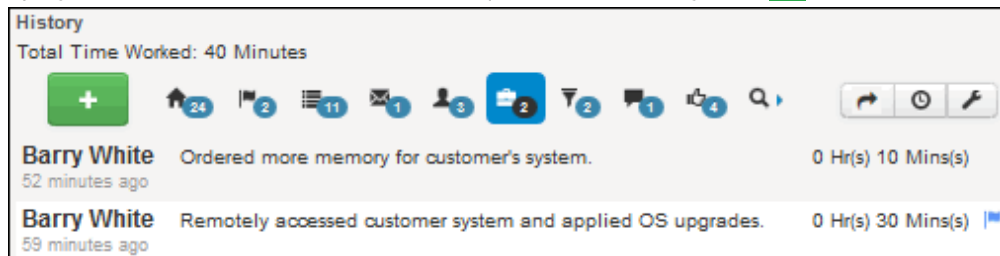 History
Total Time Worked: 40 Minutes
+ 24 2 11 1 3 2 2 1 4
Barry White Ordered more memory for customer's system. 0 Hr(s) 10 Mins(s)
52 minutes ago
Barry White Remotely accessed customer system and applied OS upgrades. 0 Hr(s) 30 Mins(s)
59 minutes ago